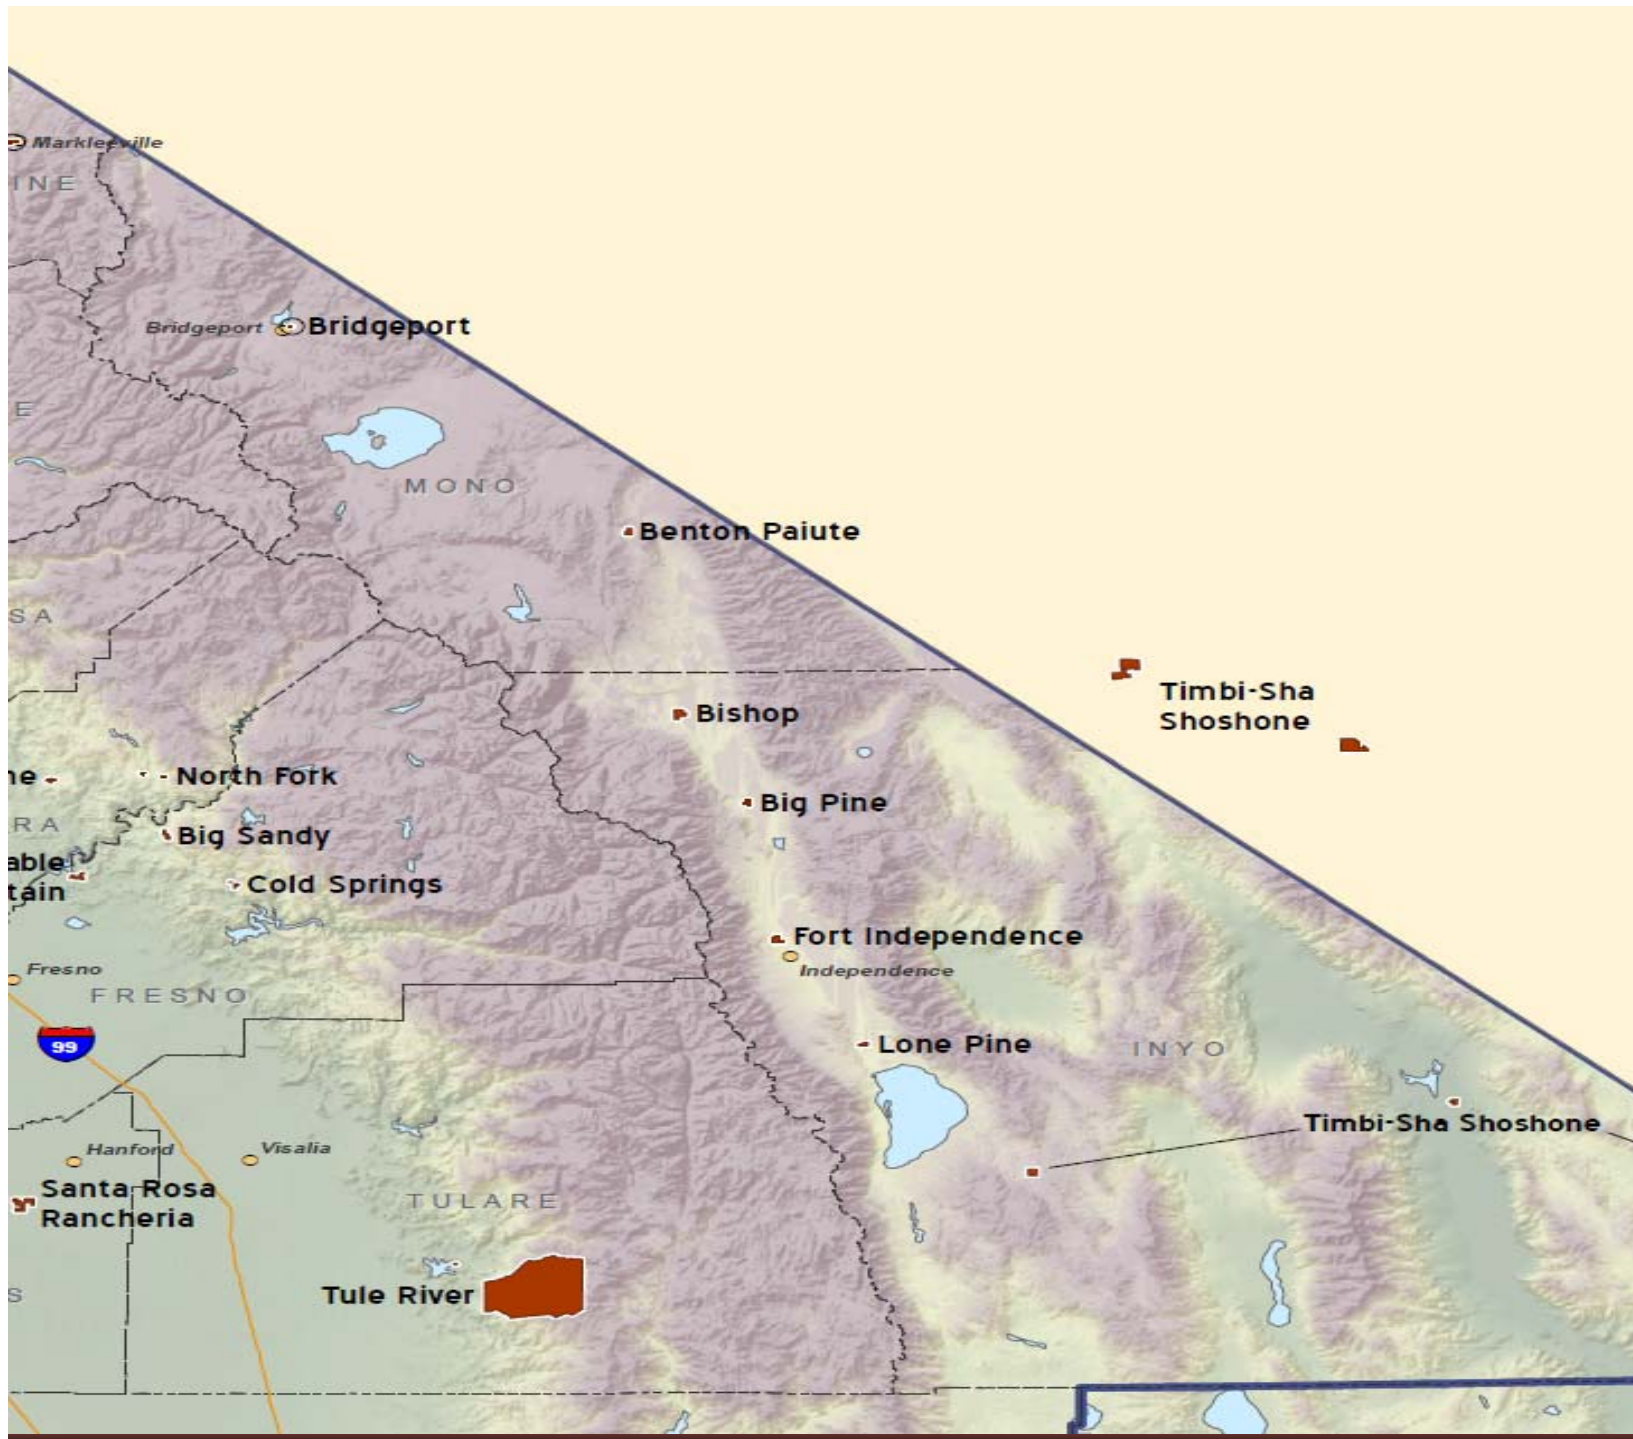 Markleeville
INE
Bridgeport
Bridgeport
E
MONO
Benton Paiute
SA
Timbi-Sha
Shoshone
Bishop
ne
North Fork
Big Pine
RA
Big Sandy
able
tain
Cold Springs
Fort Independence
Independence
Fresno
FRESNO
99
Lone Pine
INYO
Timbi-Sha Shoshone
Hanford
Visalia
Santa Rosa
Rancheria
TULARE
Tule River
S